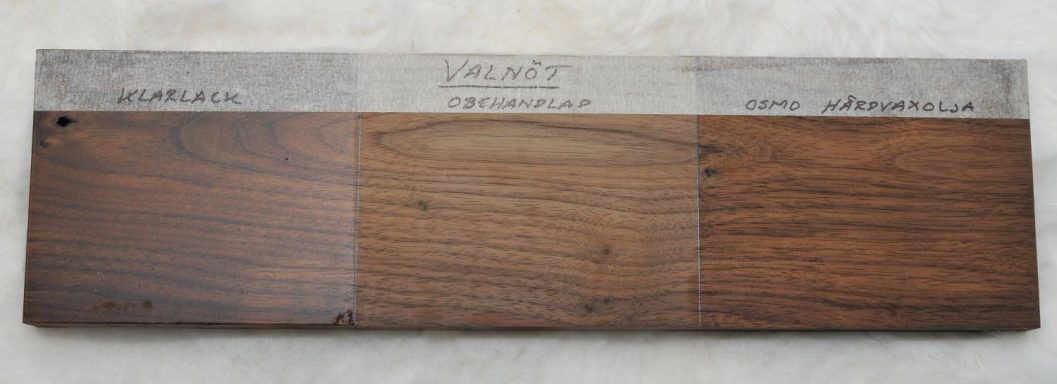 VALNÖT
KLARLACK OBEHANDLAD OSMO HÅRDVAXOLJA